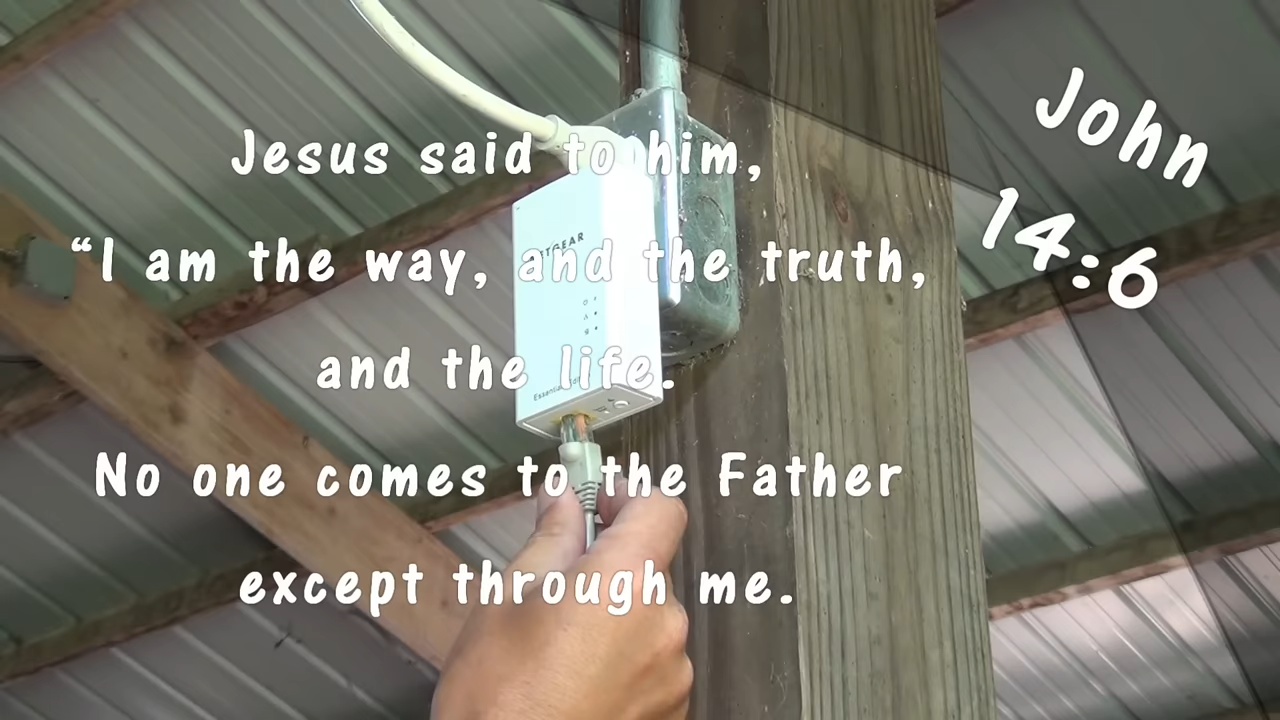 Jesus said to him,
“I am the way, and the truth,
and the life.
No one comes to the Father
except through me.
John
14:6